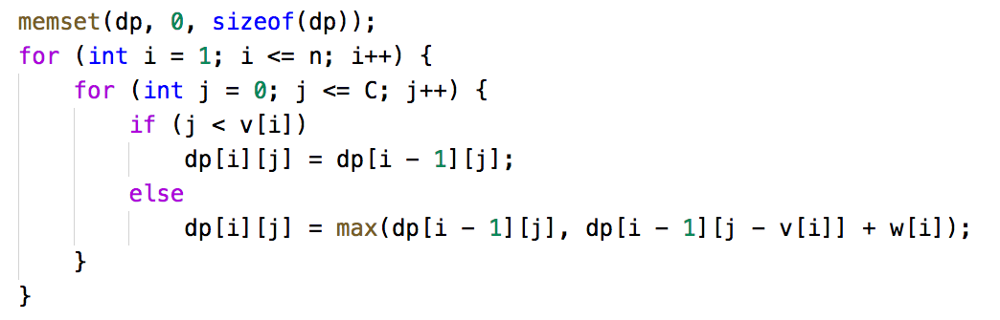 memset(dp, 0, sizeof(dp));
for (int i = 1; i <= n; i++) {
    for (int j = 0; j <= C; j++) {
        if (j < v[i])
            dp[i][j] = dp[i - 1][j];
        else
            dp[i][j] = max(dp[i - 1][j], dp[i - 1][j - v[i]] + w[i]);
    }
}